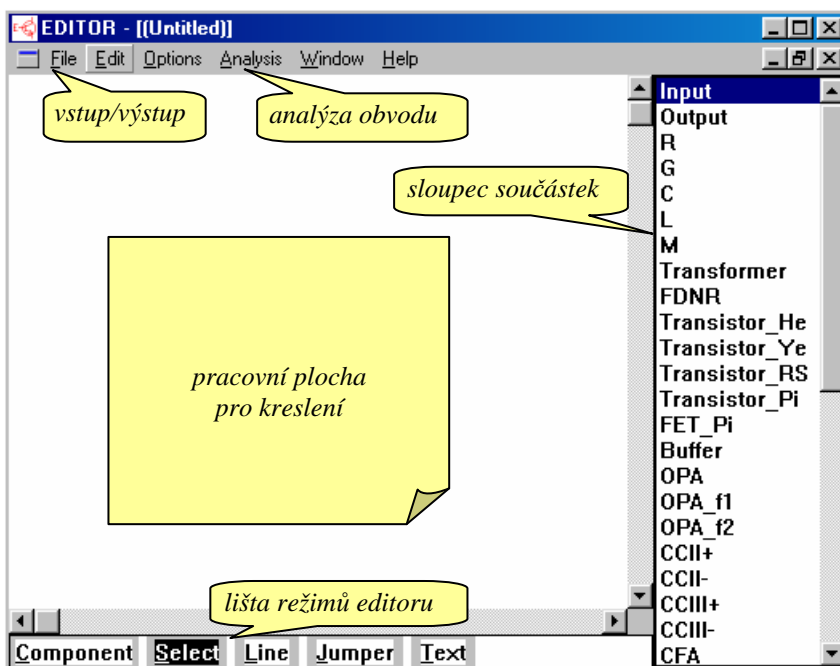 EDITOR - [(Untitled)]
File Edit Options Analysis Window Help
vstup/výstup
analýza obvodu
sloupec součástek
pracovní plocha
pro kreslení
Input
Output
R
G
C
L
M
Transformer
FDNR
Transistor_He
Transistor_Ye
Transistor_RS
Transistor_Pi
FET_Pi
Buffer
OPA
OPA_f1
OPA_f2
CCII+
CCII-
CCIII+
CCIII-
CFA
lišta režimů editoru
Component Select Line Jumper Text